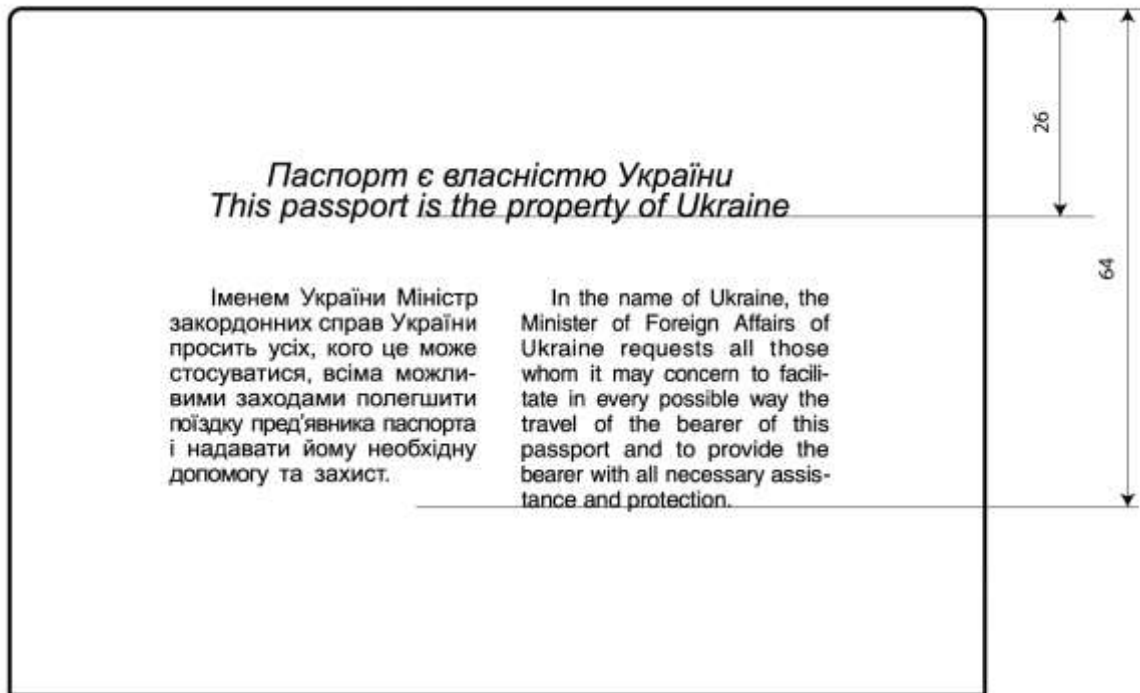 Паспорт є власністю України
This passport is the property of Ukraine
Іменем України Міністр
закордонних справ України
просить усіх, кого це може
стосуватися, всіма можли-
вими заходами полегшити
поїздку пред'явника паспорта
і надавати йому необхідну
допомогу та захист.
In the name of Ukraine, the
Minister of Foreign Affairs of
Ukraine requests all those
whom it may concern to facili-
tate in every possible way the
travel of the bearer of this
passport and to provide the
bearer with all necessary assis-
tance and protection.
26
64